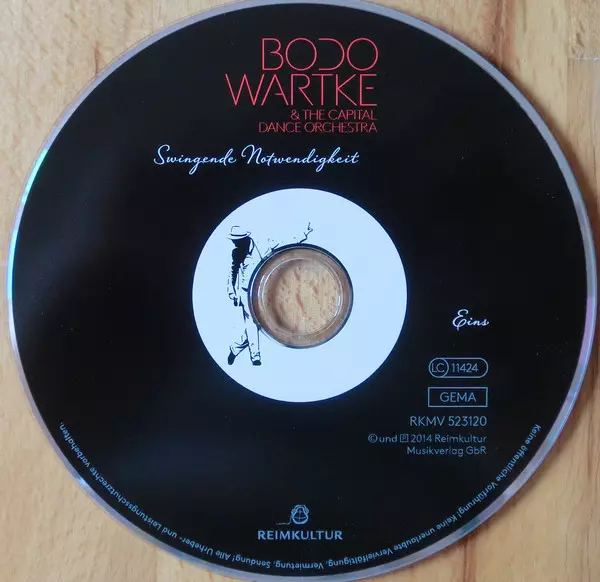 BODO
WARTKE
& THE CAPITAL
DANCE ORCHESTRA
Swingende Notwendigkeit
Eins
LC 11424
GEMA
RKMV 523120
© und ℗ 2014 Reimkultur
Musikverlag GbR
REIMKULTUR
Keine öffentliche Vorführung! Keine unerlaubte Vervielfältigung, Vermietung, Sendung! Alle Urheber- und Leistungsschutzrechte vorbehalten.